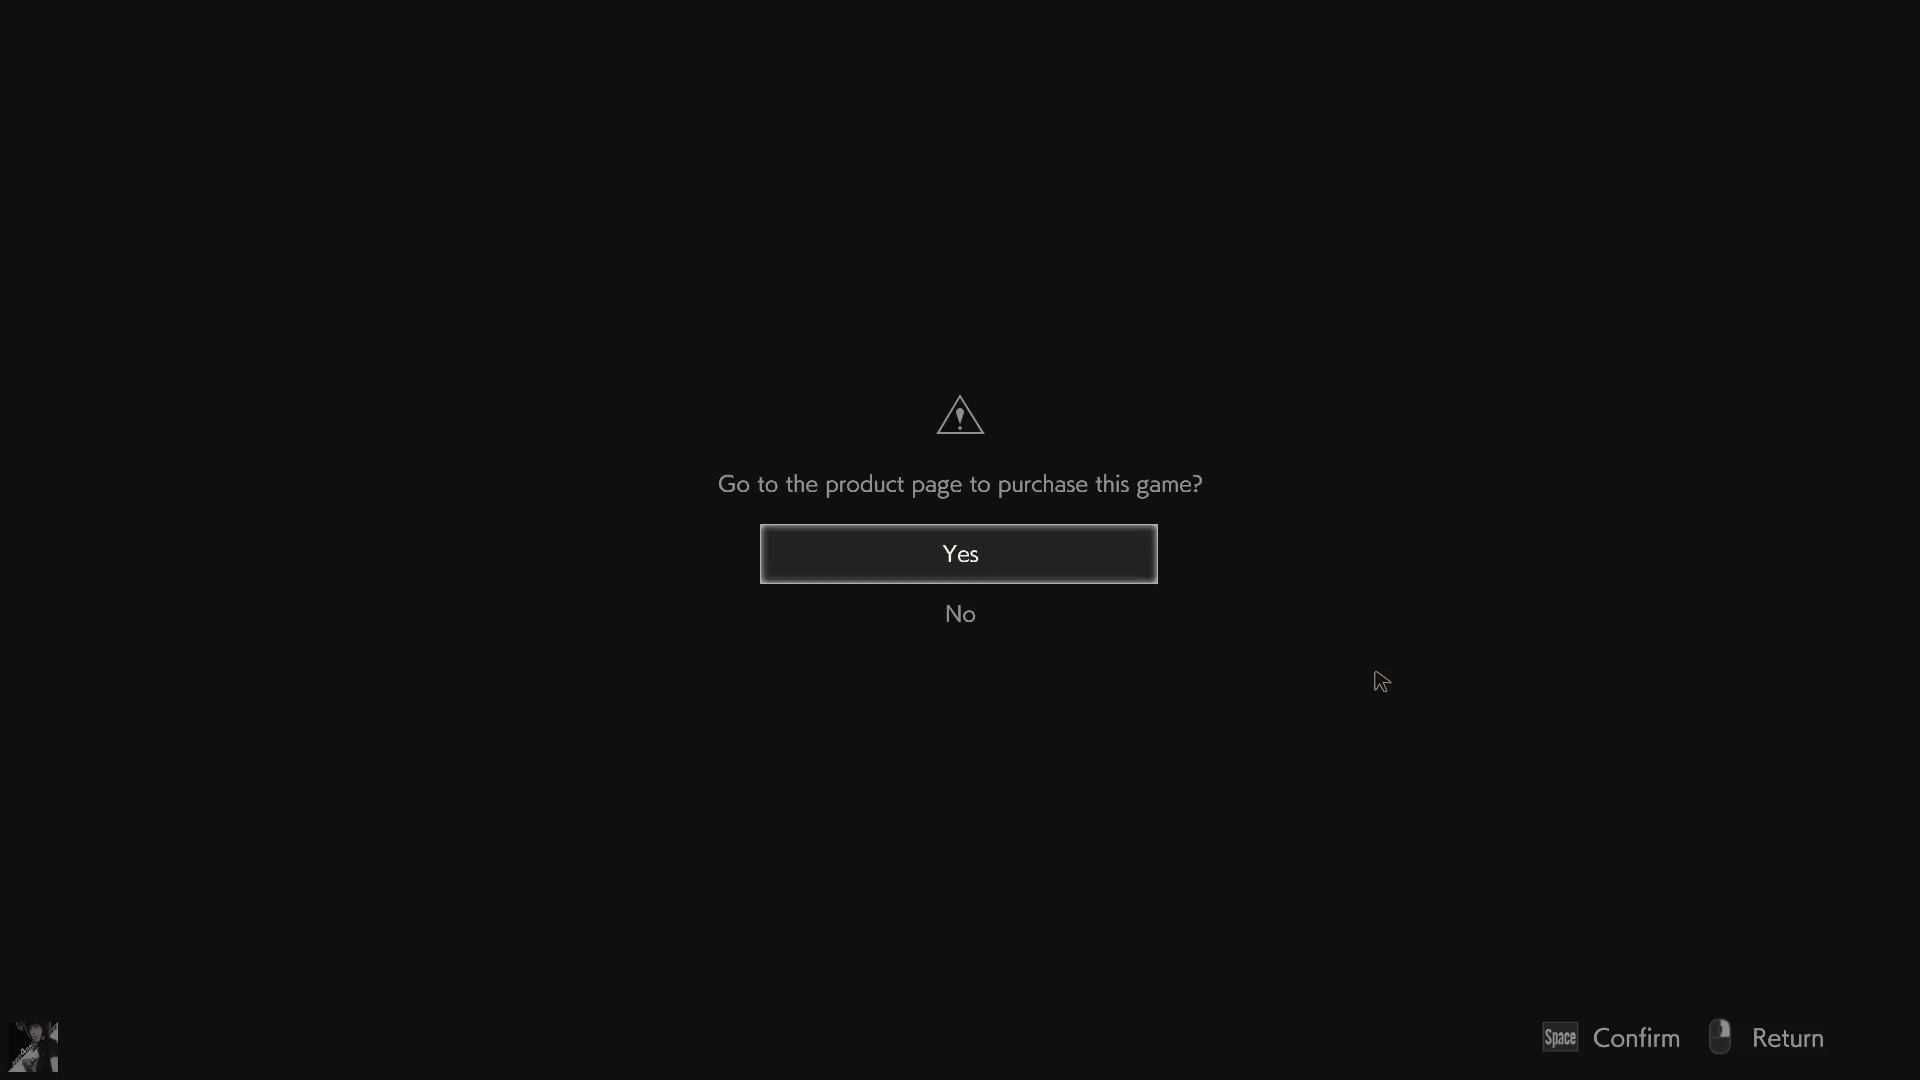 Go to the product page to purchase this game?
Yes
No
Space Confirm Return